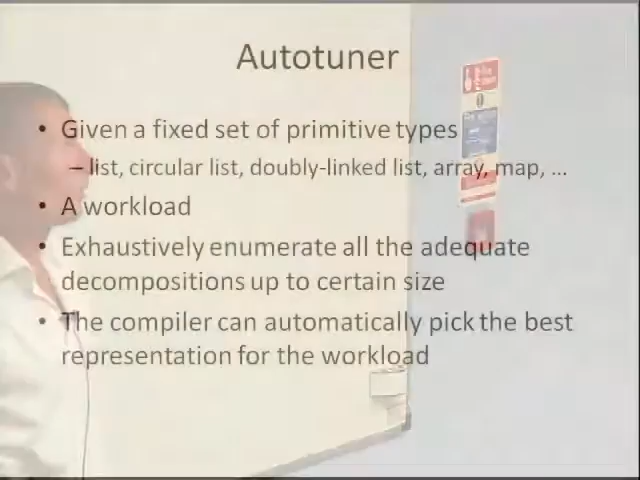 Autotuner
• Given a fixed set of primitive types
– list, circular list, doubly-linked list, array, map, ...
• A workload
• Exhaustively enumerate all the adequate
decompositions up to certain size
• The compiler can automatically pick the best
representation for the workload